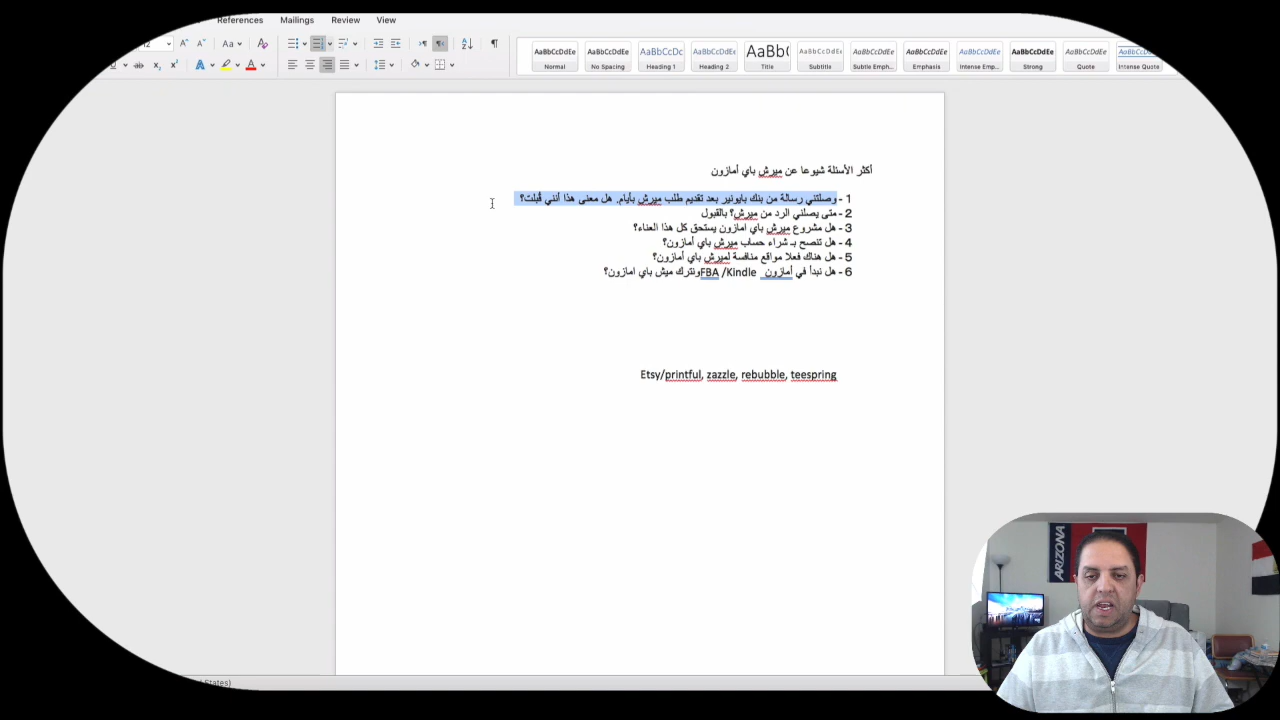 References Mailings Review View
12 Aa
AaBbCcDdEe AaBbCcDdEe AaBbCcDc AaBbCcDdEe AaBb( AaBbCcDdEe AaBbCcDdEe AaBbCcDdEe AaBbCcDdEe AaBbCcDdEe AaBbCcDdEe AaBbCcDdEe
Normal No Spacing Heading 1 Heading 2 Title Subtitle Subtle Emph... Emphasis Intense Emp... Strong Quote Intense Quote
أكثر الأسئلة شيوعا عن ميرش باي أمازون
1 - وصلتني رسالة من بنك بايونير بعد تقديم طلب ميرش بأيام. هل معنى هذا أنني قُبلت؟
2 - متى يصلني الرد من ميرش؟ بالقبول
3 - هل مشروع ميرش باي امازون يستحق كل هذا العناء؟
4 - هل تنصح بـ شراء حساب ميرش باي أمازون؟
5 - هل هناك فعلا مواقع منافسة لميرش باي أمازون؟
6 - هل نبدأ في أمازون FBA /Kindle ونترك ميش باي امازون؟
Etsy/printful, zazzle, rebubble, teespring
ARIZONA
States)